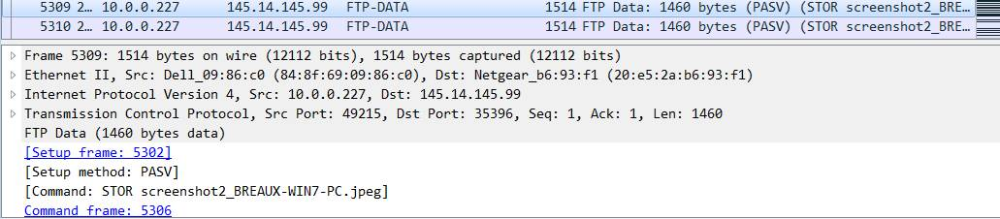 5309 2… 10.0.0.227 145.14.145.99 FTP-DATA 1514 FTP Data: 1460 bytes (PASV) (STOR screenshot2_BRE…
5310 2… 10.0.0.227 145.14.145.99 FTP-DATA 1514 FTP Data: 1460 bytes (PASV) (STOR screenshot2_BRE…
Frame 5309: 1514 bytes on wire (12112 bits), 1514 bytes captured (12112 bits)
Ethernet II, Src: Dell_09:86:c0 (84:8f:69:09:86:c0), Dst: Netgear_b6:93:f1 (20:e5:2a:b6:93:f1)
Internet Protocol Version 4, Src: 10.0.0.227, Dst: 145.14.145.99
Transmission Control Protocol, Src Port: 49215, Dst Port: 35396, Seq: 1, Ack: 1, Len: 1460
FTP Data (1460 bytes data)
[Setup frame: 5302]
[Setup method: PASV]
[Command: STOR screenshot2_BREAUX-WIN7-PC.jpeg]
Command frame: 5306